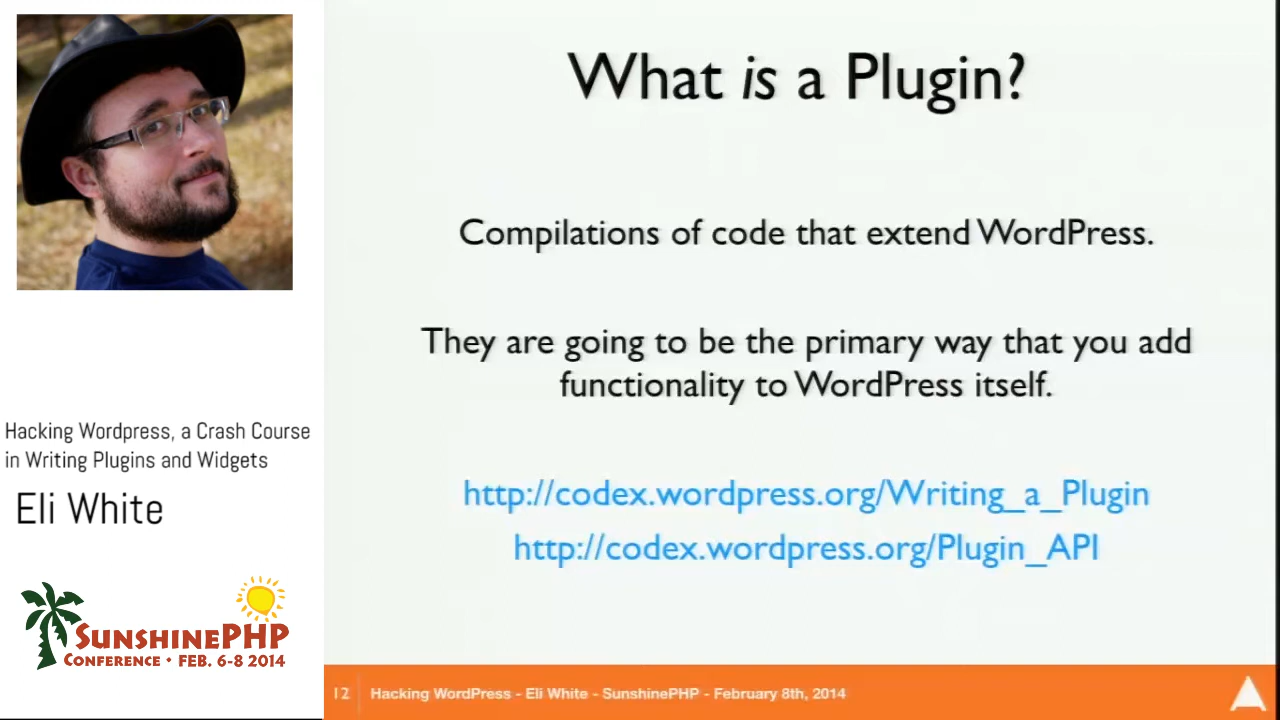 What is a Plugin?
Compilations of code that extend WordPress.
They are going to be the primary way that you add
functionality to WordPress itself.
http://codex.wordpress.org/Writing_a_Plugin
http://codex.wordpress.org/Plugin_API
Hacking Wordpress, a Crash Course
in Writing Plugins and Widgets
Eli White
SUNSHINEPHP
CONFERENCE • FEB. 6-8 2014
12 Hacking WordPress - Eli White - SunshinePHP - February 8th, 2014